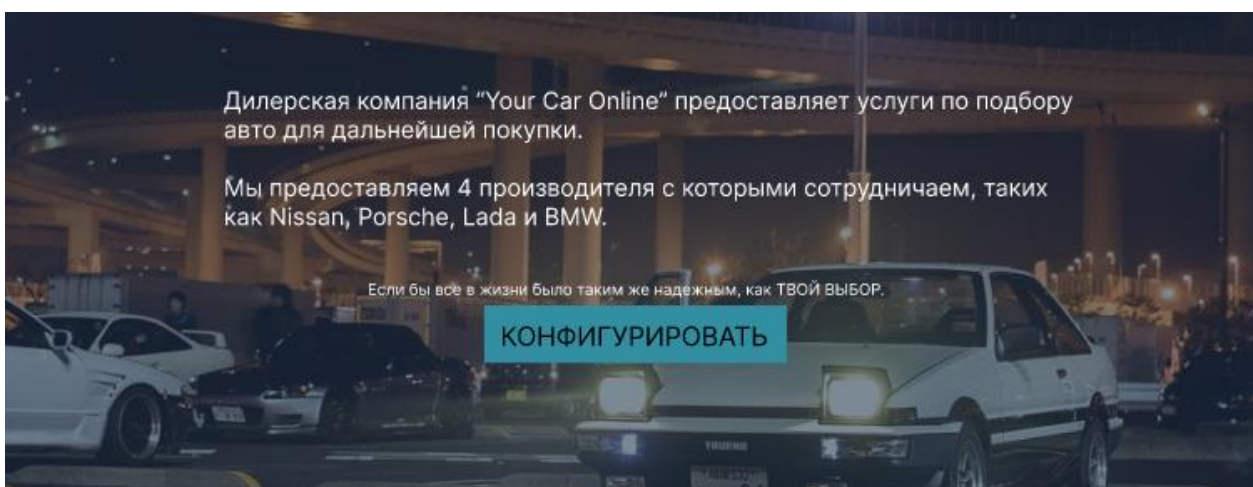 Дилерская компания “Your Car Online” предоставляет услуги по подбору
авто для дальнейшей покупки.
Мы предоставляем 4 производителя с которыми сотрудничаем, таких
как Nissan, Porsche, Lada и BMW.
Если бы все в жизни было таким же надежным, как ТВОЙ ВЫБОР.
КОНФИГУРИРОВАТЬ
TRUENO